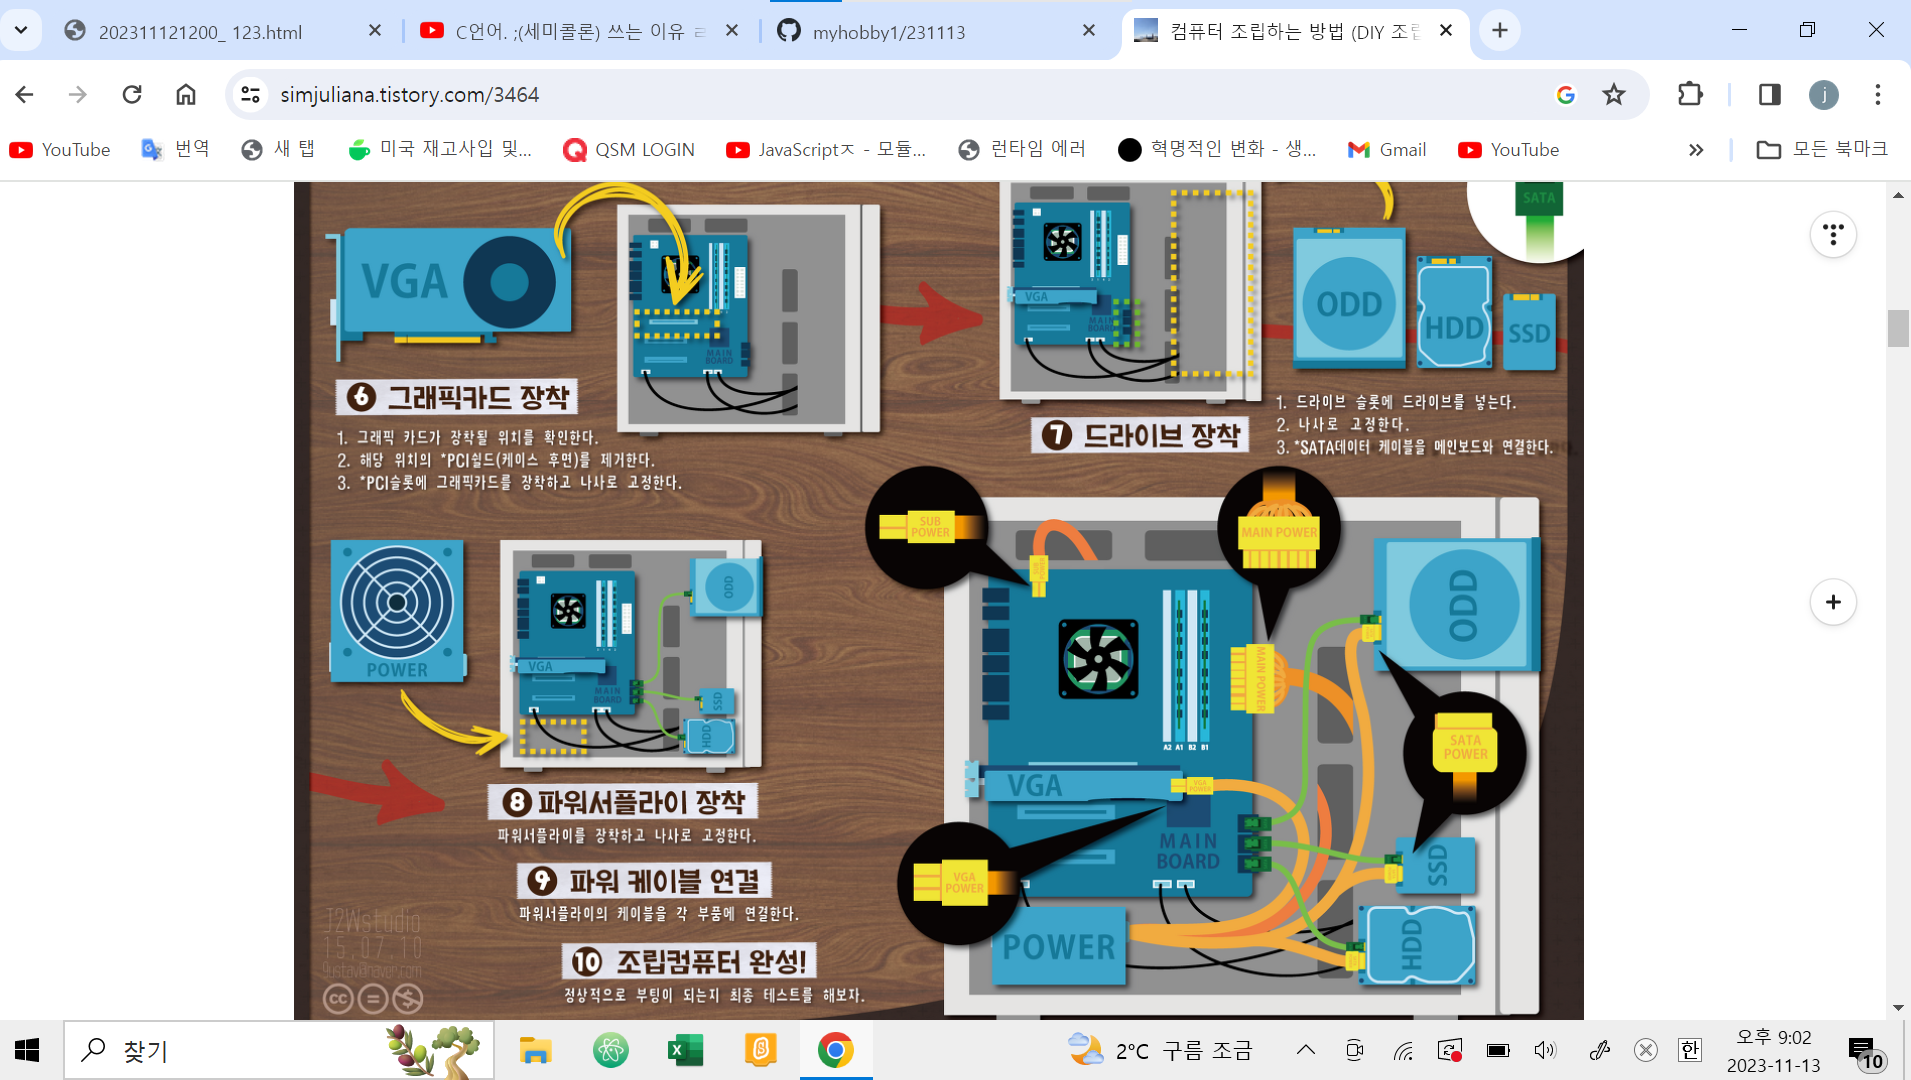 202311121200_ 123.html
C언어. ;(세미콜론) 쓰는 이유
myhobby1/231113
컴퓨터 조립하는 방법 (DIY 조립
simjuliana.tistory.com/3464
j
YouTube
번역
새 탭
미국 재고사입 및...
QSM LOGIN
JavaScriptㅈ - 모듈...
런타임 에러
혁명적인 변화 - 생...
Gmail
YouTube
모든 북마크
VGA
MAIN BOARD
VGA
MAIN BOARD
SATA
ODD
HDD
SSD
❻ 그래픽카드 장착
1. 그래픽 카드가 장착될 위치를 확인한다.
2. 해당 위치의 *PCI쉴드(케이스 후면)를 제거한다.
3. *PCI슬롯에 그래픽카드를 장착하고 나사로 고정한다.
❼ 드라이브 장착
1. 드라이브 슬롯에 드라이브를 넣는다.
2. 나사로 고정한다.
3. *SATA데이터 케이블을 메인보드와 연결한다.
POWER
VGA
MAIN BOARD
ODD
SSD
HDD
❽ 파워서플라이 장착
파워서플라이를 장착하고 나사로 고정한다.
❾ 파워 케이블 연결
파워서플라이의 케이블을 각 부품에 연결한다.
❿ 조립컴퓨터 완성!
정상적으로 부팅이 되는지 최종 테스트를 해보자.
J2Wstudio
15.07.10
9ustav@naver.com
cc
SUB POWER
MAIN POWER
MAIN POWER
A2 A1 B2 B1
ODD
SATA POWER
VGA
VGA POWER
MAIN BOARD
VGA POWER
SSD
HDD
POWER
찾기
2°C 구름 조금
한
오후 9:02
2023-11-13
10